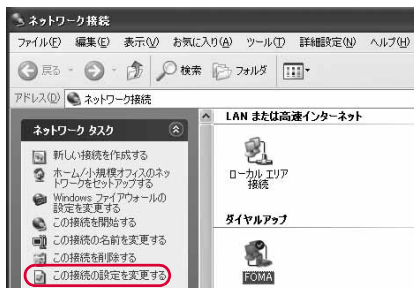 ネットワーク接続
ファイル(F) 編集(E) 表示(V) お気に入り(A) ツール(T) 詳細設定(N) ヘルプ(H)
戻る 検索 フォルダ
アドレス(D) ネットワーク接続
ネットワーク タスク
新しい接続を作成する
ホーム/小規模オフィスのネッ
トワークをセットアップする
Windows ファイアウォールの
設定を変更する
この接続を開始する
この接続の名前を変更する
この接続を削除する
この接続の設定を変更する
LAN または高速インターネット
ローカル エリア
接続
ダイヤルアップ
FOMA